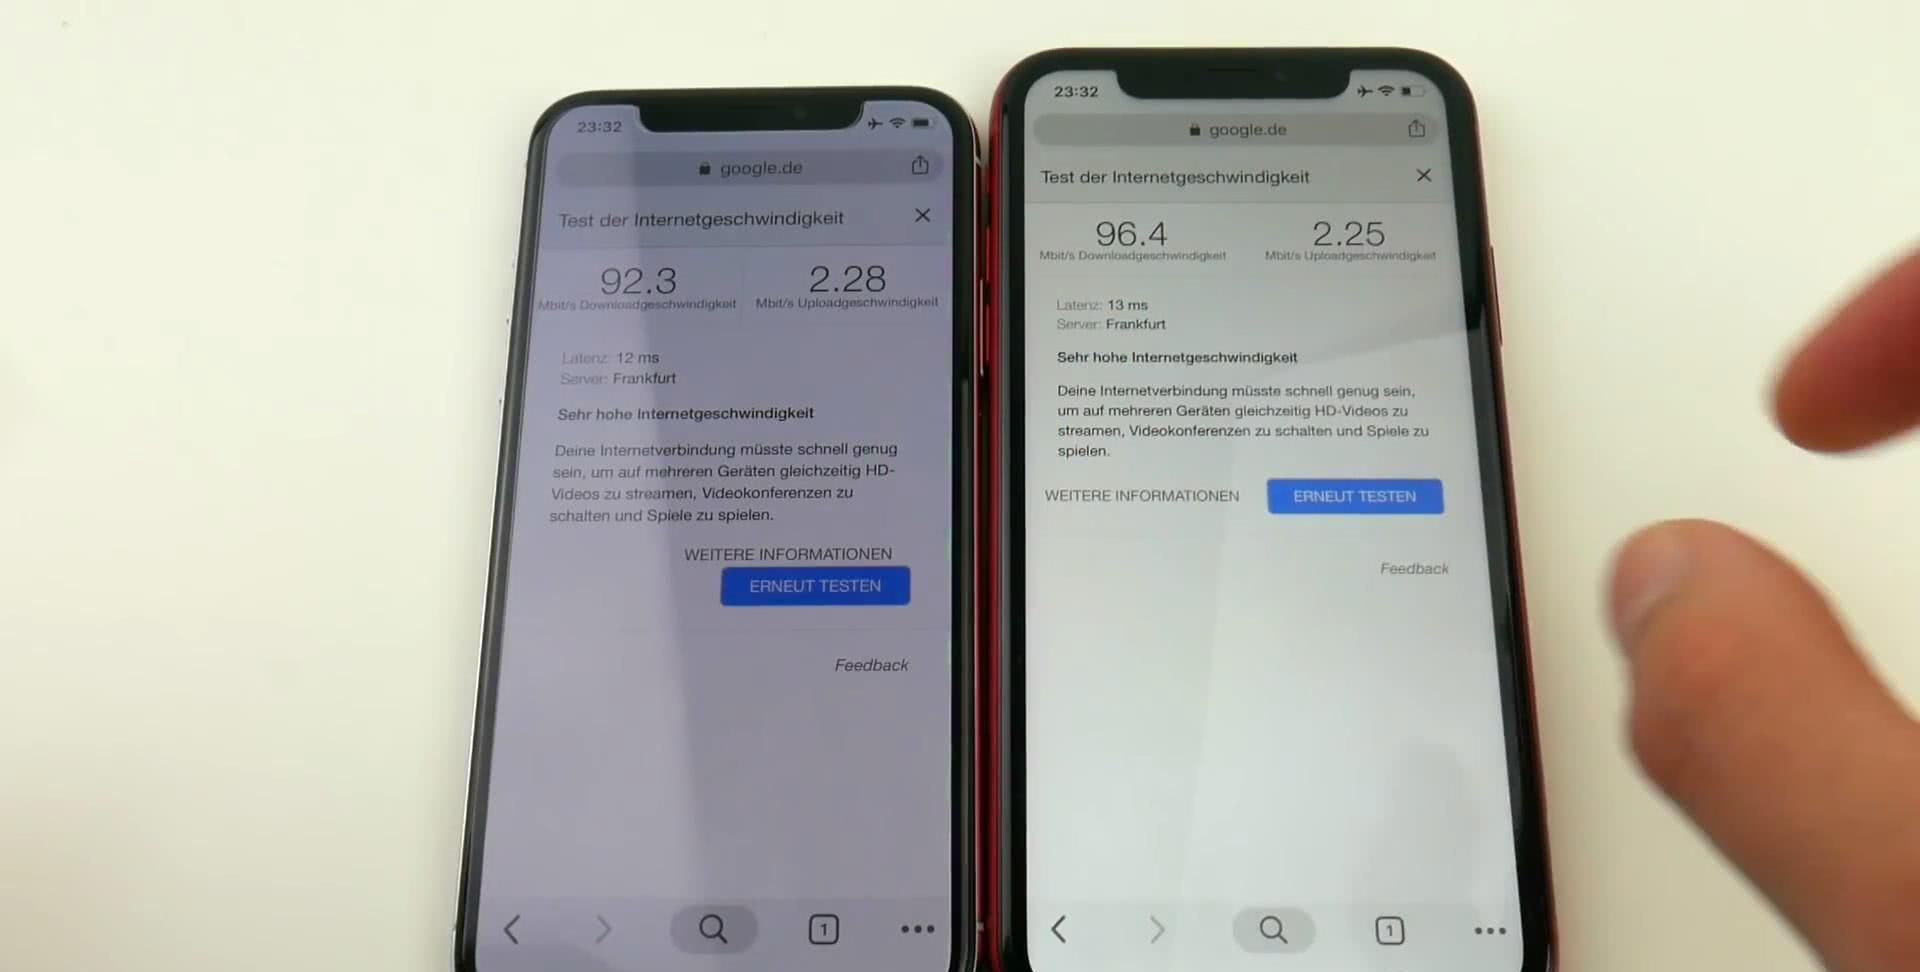 23:32
google.de
Test der Internetgeschwindigkeit
92.3
2.28
Mbit/s Downloadgeschwindigkeit
Mbit/s Uploadgeschwindigkeit
Latenz: 12 ms
Server: Frankfurt
Sehr hohe Internetgeschwindigkeit
Deine Internetverbindung müsste schnell genug
sein, um auf mehreren Geräten gleichzeitig HD-
Videos zu streamen, Videokonferenzen zu
schalten und Spiele zu spielen.
WEITERE INFORMATIONEN
ERNEUT TESTEN
Feedback
1
23:32
google.de
Test der Internetgeschwindigkeit
96.4
2.25
Mbit/s Downloadgeschwindigkeit
Mbit/s Uploadgeschwindigkeit
Latenz: 13 ms
Server: Frankfurt
Sehr hohe Internetgeschwindigkeit
Deine Internetverbindung müsste schnell genug sein,
um auf mehreren Geräten gleichzeitig HD-Videos zu
streamen, Videokonferenzen zu schalten und Spiele zu
spielen.
WEITERE INFORMATIONEN
ERNEUT TESTEN
Feedback
1